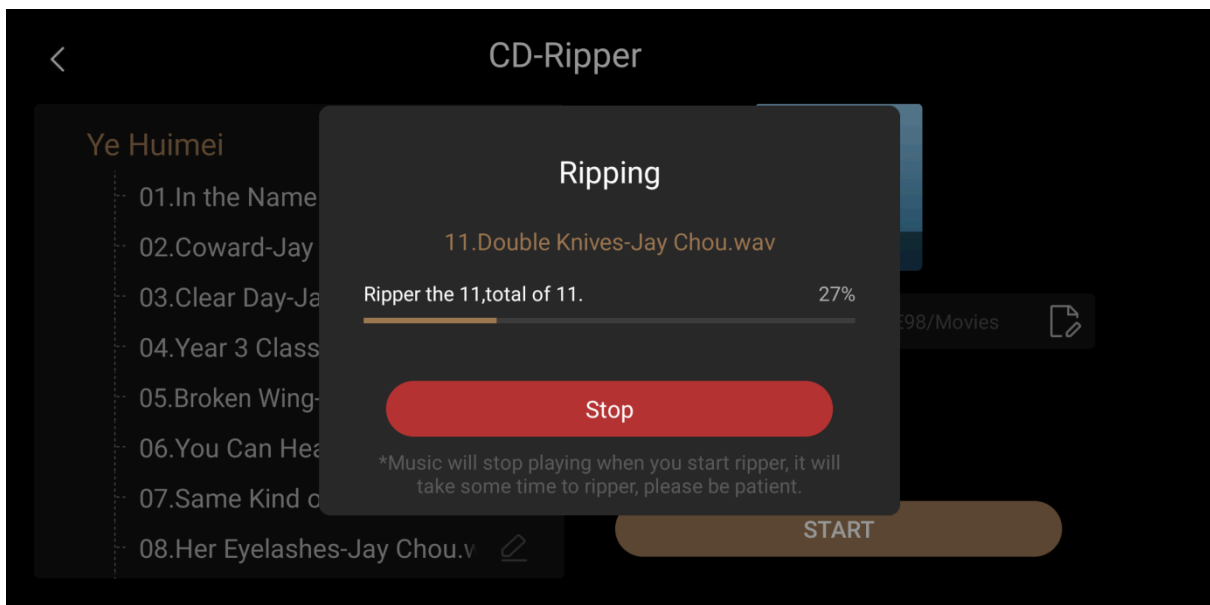 CD-Ripper
Ye Huimei
01.In the Name
02.Coward-Jay
03.Clear Day-Ja
04.Year 3 Class
05.Broken Wing-
06.You Can Hea
07.Same Kind o
08.Her Eyelashes-Jay Chou.w
Ripping
11.Double Knives-Jay Chou.wav
Ripper the 11,total of 11.
27%
Stop
*Music will stop playing when you start ripper, it will
take some time to ripper, please be patient.
E98/Movies
START